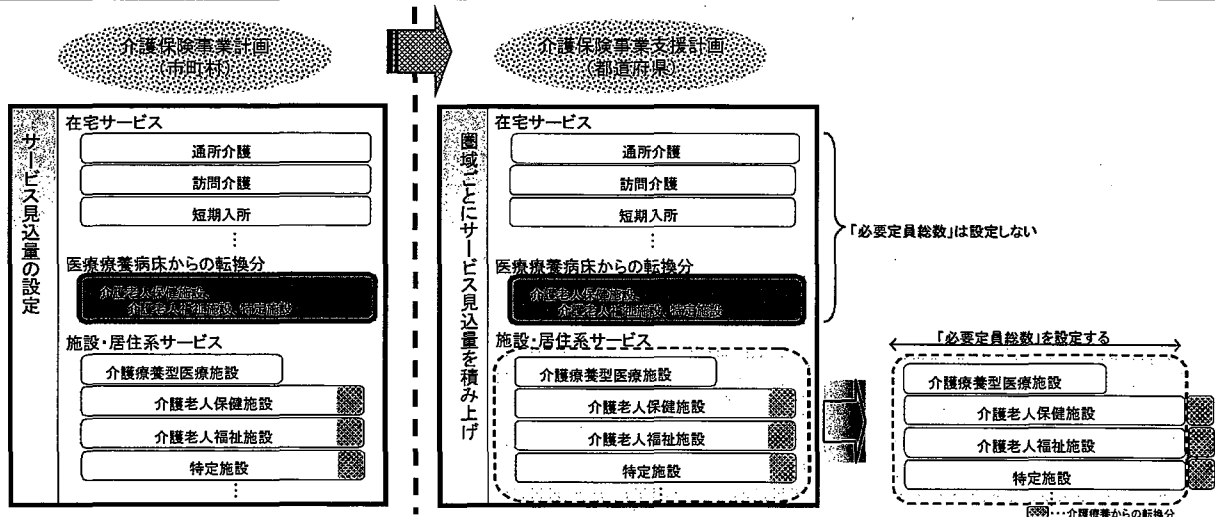 介護保険事業計画
(市町村)
サービス見込量の設定
在宅サービス
通所介護
訪問介護
短期入所
⋮
医療療養病床からの転換分
介護老人保健施設、
介護老人福祉施設、特定施設
施設・居住系サービス
介護療養型医療施設
介護老人保健施設
介護老人福祉施設
特定施設
⋮
介護保険事業支援計画
(都道府県)
圏域ごとにサービス見込量を積み上げ
在宅サービス
通所介護
訪問介護
短期入所
⋮
医療療養病床からの転換分
介護老人保健施設、
介護老人福祉施設、特定施設
施設・居住系サービス
介護療養型医療施設
介護老人保健施設
介護老人福祉施設
特定施設
⋮
「必要定員総数」は設定しない
「必要定員総数」を設定する
介護療養型医療施設
介護老人保健施設
介護老人福祉施設
特定施設
⋮
・・・介護療養からの転換分